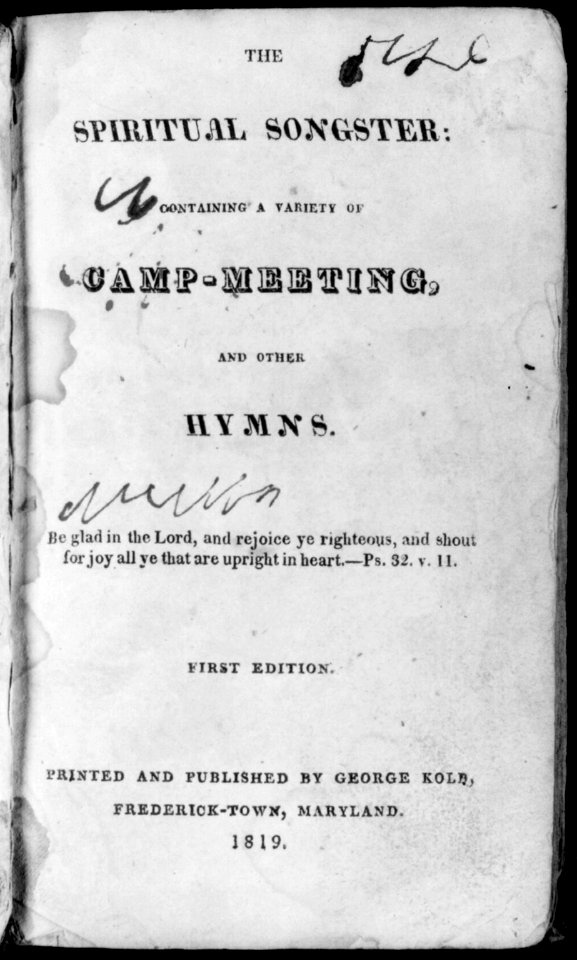 THE
SPIRITUAL SONGSTER:
CONTAINING A VARIETY OF
CAMP-MEETING,
AND OTHER
HYMNS.
Be glad in the Lord, and rejoice ye righteous, and shout
for joy all ye that are upright in heart.—Ps. 32. v. 11.
FIRST EDITION.
PRINTED AND PUBLISHED BY GEORGE KOLB,
FREDERICK-TOWN, MARYLAND.
1819.